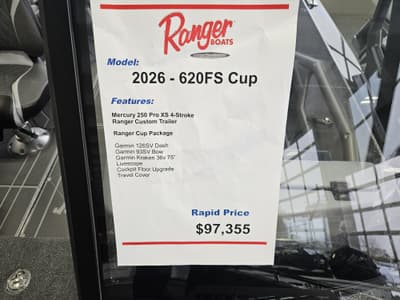 Ranger
BOATS
Model:
2026 - 620FS Cup
Features:
Mercury 250 Pro XS 4-Stroke
Ranger Custom Trailer
Ranger Cup Package
Garmin 126SV Dash
Garmin 93SV Bow
Garmin Kraken 36v 75"
Livescope
Cockpit Floor Upgrade
Travel Cover
Rapid Price
$97,355